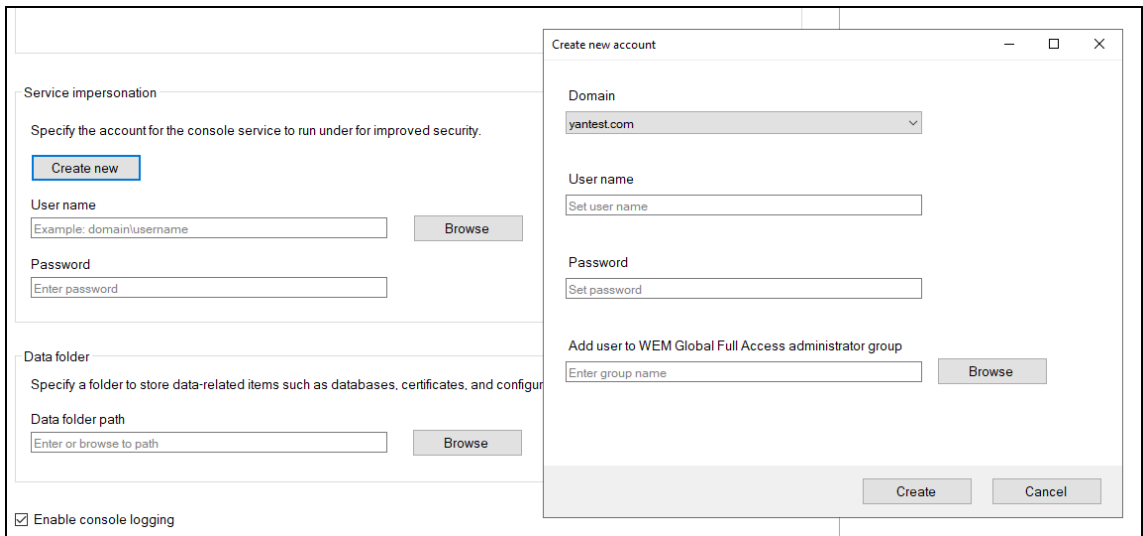 Service impersonation
Specify the account for the console service to run under for improved security.
Create new
User name
Example: domain\username
Browse
Password
Enter password
Data folder
Specify a folder to store data-related items such as databases, certificates, and configur
Data folder path
Enter or browse to path
Browse
Enable console logging
Create new account
Domain
yantest.com
User name
Set user name
Password
Set password
Add user to WEM Global Full Access administrator group
Enter group name
Browse
Create
Cancel